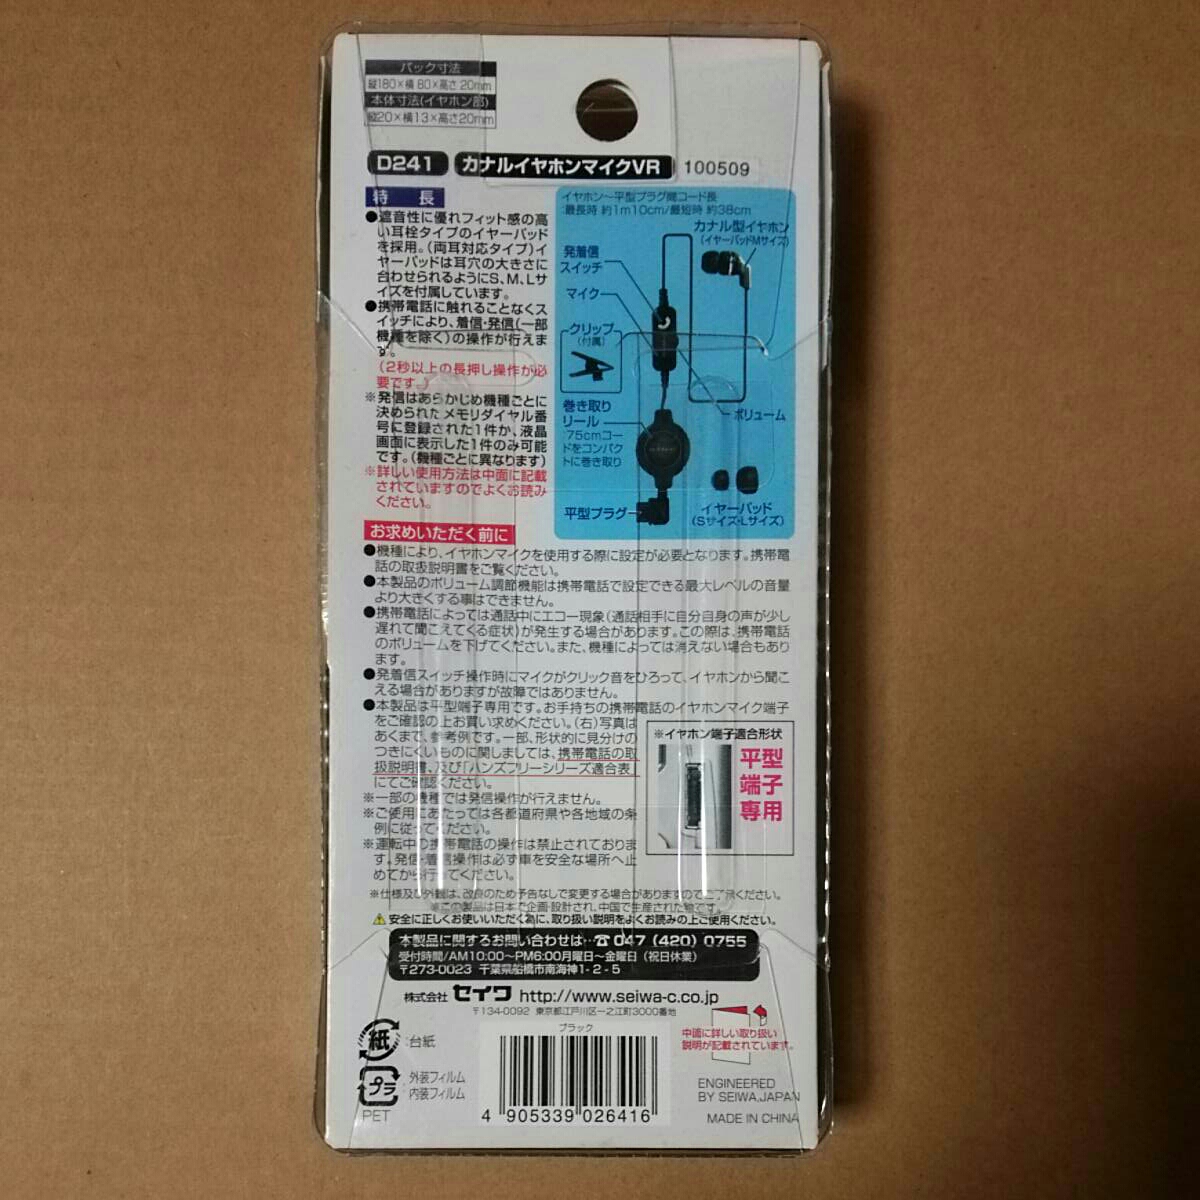 パック寸法
縦180×横 80×高さ 20mm
本体寸法(イヤホン部)
縦20×横13×高さ20mm
D241 カナルイヤホンマイクVR 100509
特 長
●遮音性に優れフィット感の高
い耳栓タイプのイヤーパッド
を採用。(両耳対応タイプ)イ
ヤーパッドは耳穴の大きさに
合わせられるようにS、M、Lサ
イズを付属しています。
●携帯電話に触れることなくス
イッチにより、着信・発信(一部
機種を除く)の操作が行えま
す。
(2秒以上の長押し操作が必
要です。
※発信はあらかじめ機種ごとに
決められたメモリダイヤル番
号に登録された1件か、液晶
画面に表示した1件のみ可能
です。(機種ごとに異なります)
※詳しい使用方法は中面に記載
されていますのでよくお読み
ください。
イヤホン〜平型プラグ間コード長
:最長時 約1m10cm/最短時 約38cm
カナル型イヤホン
(イヤーパッドMサイズ)
発着信
スイッチ
マイク
クリップ
(付属)
ボリューム
巻き取り
リール
75cmコー
ドをコンパク
トに巻き取り
平型プラグ
イヤーパッド
(Sサイズ・Lサイズ)
お求めいただく前に
●機種により、イヤホンマイクを使用する際に設定が必要となります。携帯電
話の取扱説明書をご覧ください。
●本製品のボリューム調節機能は携帯電話で設定できる最大レベルの音量
より大きくする事はできません。
●携帯電話によっては通話中にエコー現象(通話相手に自分自身の声が少し
遅れて聞こえてくる症状)が発生する場合があります。この際は、携帯電話
のボリュームを下げてください。また、機種によっては消えない場合もあり
ます。
●発着信スイッチ操作時にマイクがクリック音をひろって、イヤホンから聞こ
える場合がありますが故障ではありません。
●本製品は平型端子専用です。お手持ちの携帯電話のイヤホンマイク端子
をご確認の上お買い求めください。(右)写真は
あくまで、参考例です。一部、形状的に見分けの
つきにくいものに関しましては、携帯電話の取
扱説明書、及び「ハンズフリーシリーズ適合表」
にてご確認ください。
※一部の機種では発信操作が行えません。
※ご使用にあたっては各都道府県や各地域の条
例に従ってください。
※運転中の携帯電話の操作は禁止されておりま
す。発信・着信操作は必ず車を安全な場所へ止
めてから行ってください。
※イヤホン端子適合形状
平型
端子
専用
※仕様及び外観は、改良のため予告なしで変更する場合がありますのでご了承ください。
※この製品は日本で企画・設計され、中国で生産された物です。
⚠安全に正しくお使いいただく為に、取り扱い説明をよくお読みの上ご使用ください。
本製品に関するお問い合わせは…☎047 (420) 0755
受付時間/AM10:00〜PM6:00月曜日〜金曜日 (祝日休業)
〒273-0023 千葉県船橋市南海神1-2-5
株式会社 セイワ http://www.seiwa-c.co.jp
〒134-0092 東京都江戸川区一之江町3000番地
紙 :台紙
プラ 外装フィルム
内装フィルム
PET
ブラック
4 905339 026416
中面に詳しい取り扱い
説明が記載されています。
ENGINEERED
BY SEIWA,JAPAN
MADE IN CHINA